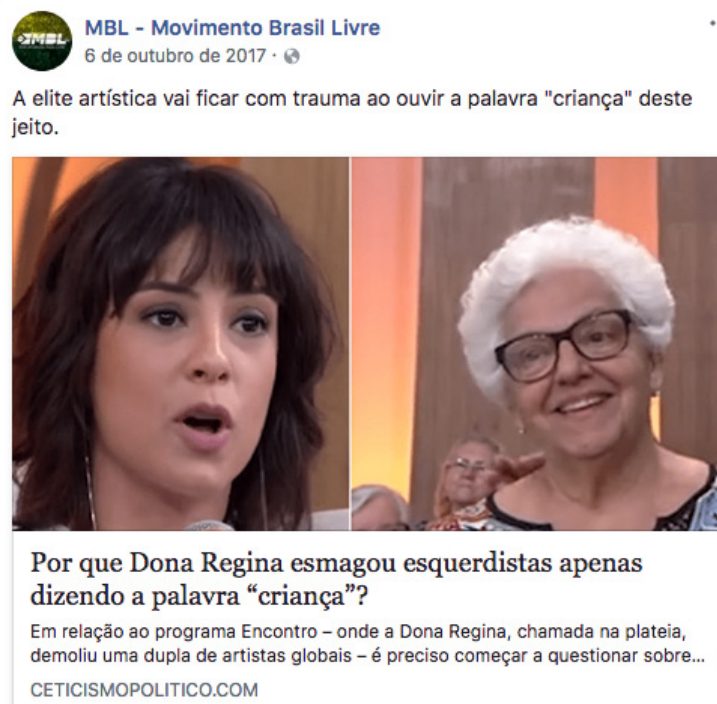 MBL
MBL - Movimento Brasil Livre
6 de outubro de 2017 ·
A elite artística vai ficar com trauma ao ouvir a palavra "criança" deste
jeito.
Por que Dona Regina esmagou esquerdistas apenas
dizendo a palavra “criança”?
Em relação ao programa Encontro – onde a Dona Regina, chamada na plateia,
demoliu uma dupla de artistas globais – é preciso começar a questionar sobre...
CETICISMOPOLITICO.COM